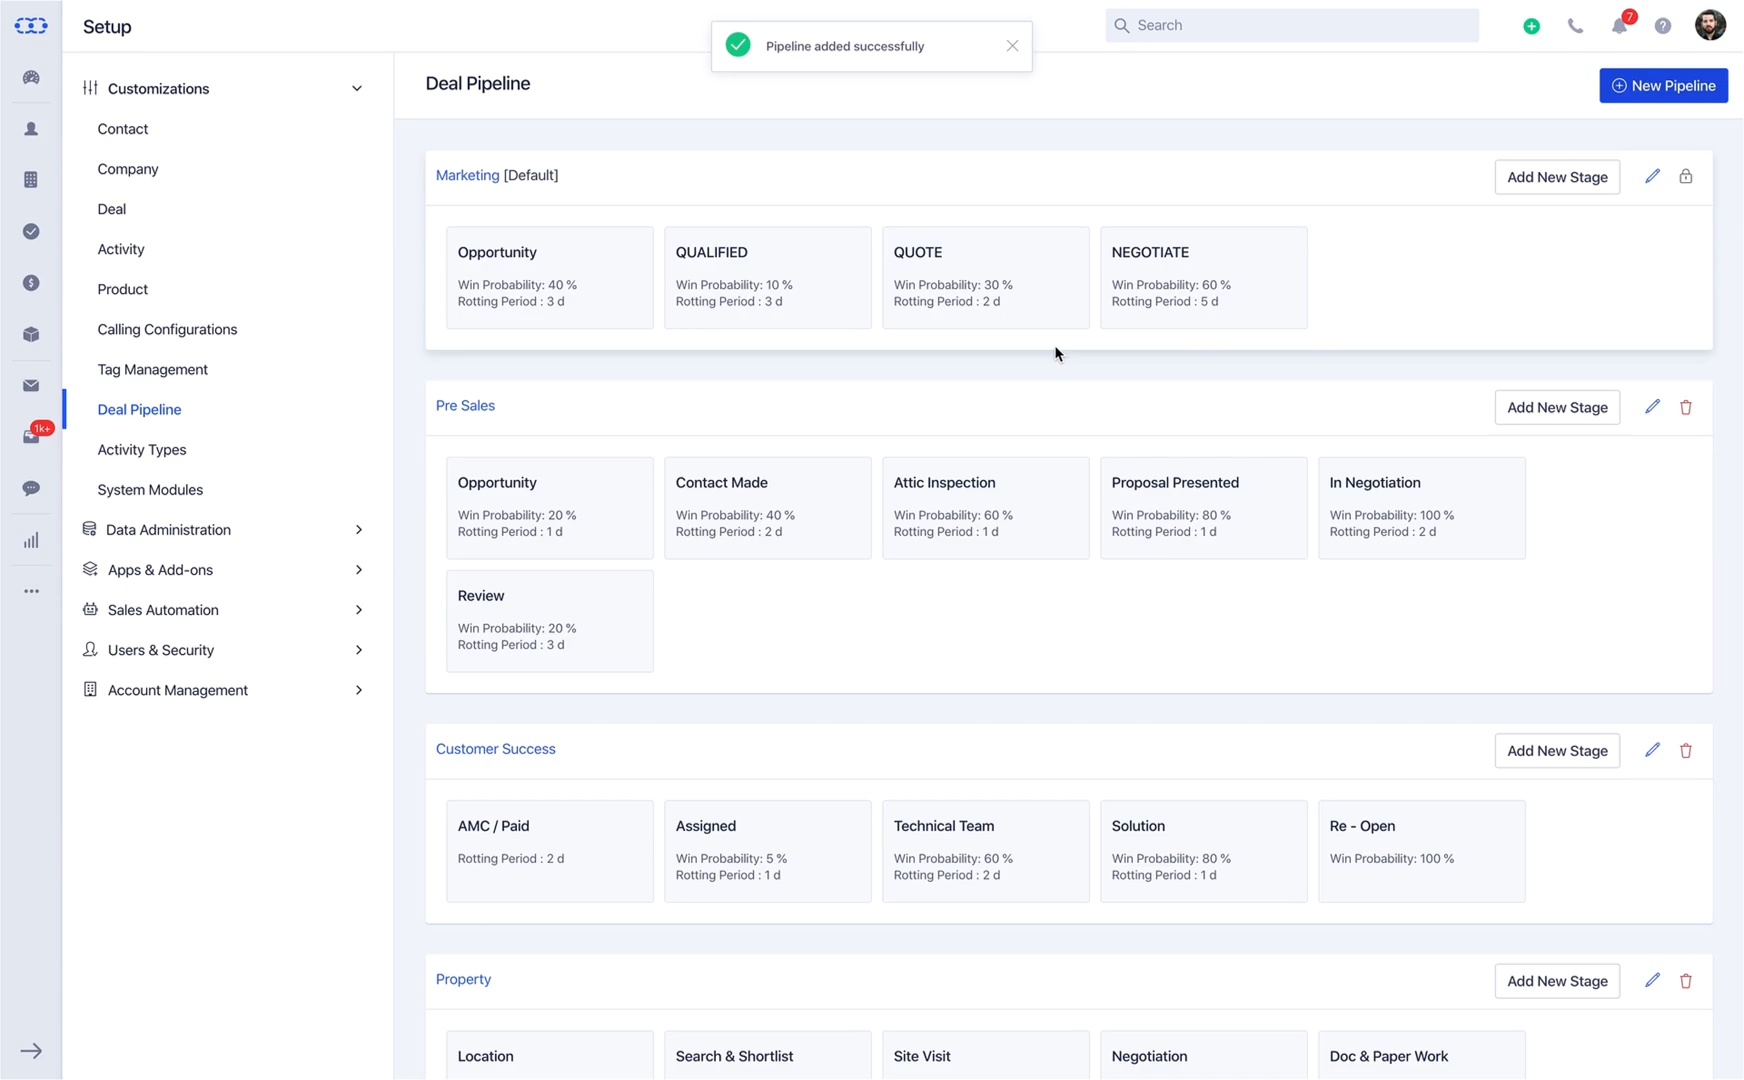 Setup
Pipeline added successfully
Search
7
Customizations
Contact
Company
Deal
Activity
Product
Calling Configurations
Tag Management
Deal Pipeline
Activity Types
System Modules
Data Administration
Apps & Add-ons
Sales Automation
Users & Security
Account Management
1k+
Deal Pipeline
New Pipeline
Marketing [Default]
Add New Stage
Opportunity
Win Probability: 40 %
Rotting Period : 3 d
QUALIFIED
Win Probability: 10 %
Rotting Period : 3 d
QUOTE
Win Probability: 30 %
Rotting Period : 2 d
NEGOTIATE
Win Probability: 60 %
Rotting Period : 5 d
Pre Sales
Add New Stage
Opportunity
Win Probability: 20 %
Rotting Period : 1 d
Contact Made
Win Probability: 40 %
Rotting Period : 2 d
Attic Inspection
Win Probability: 60 %
Rotting Period : 1 d
Proposal Presented
Win Probability: 80 %
Rotting Period : 1 d
In Negotiation
Win Probability: 100 %
Rotting Period : 2 d
Review
Win Probability: 20 %
Rotting Period : 3 d
Customer Success
Add New Stage
AMC / Paid
Rotting Period : 2 d
Assigned
Win Probability: 5 %
Rotting Period : 1 d
Technical Team
Win Probability: 60 %
Rotting Period : 2 d
Solution
Win Probability: 80 %
Rotting Period : 1 d
Re - Open
Win Probability: 100 %
Property
Add New Stage
Location
Search & Shortlist
Site Visit
Negotiation
Doc & Paper Work